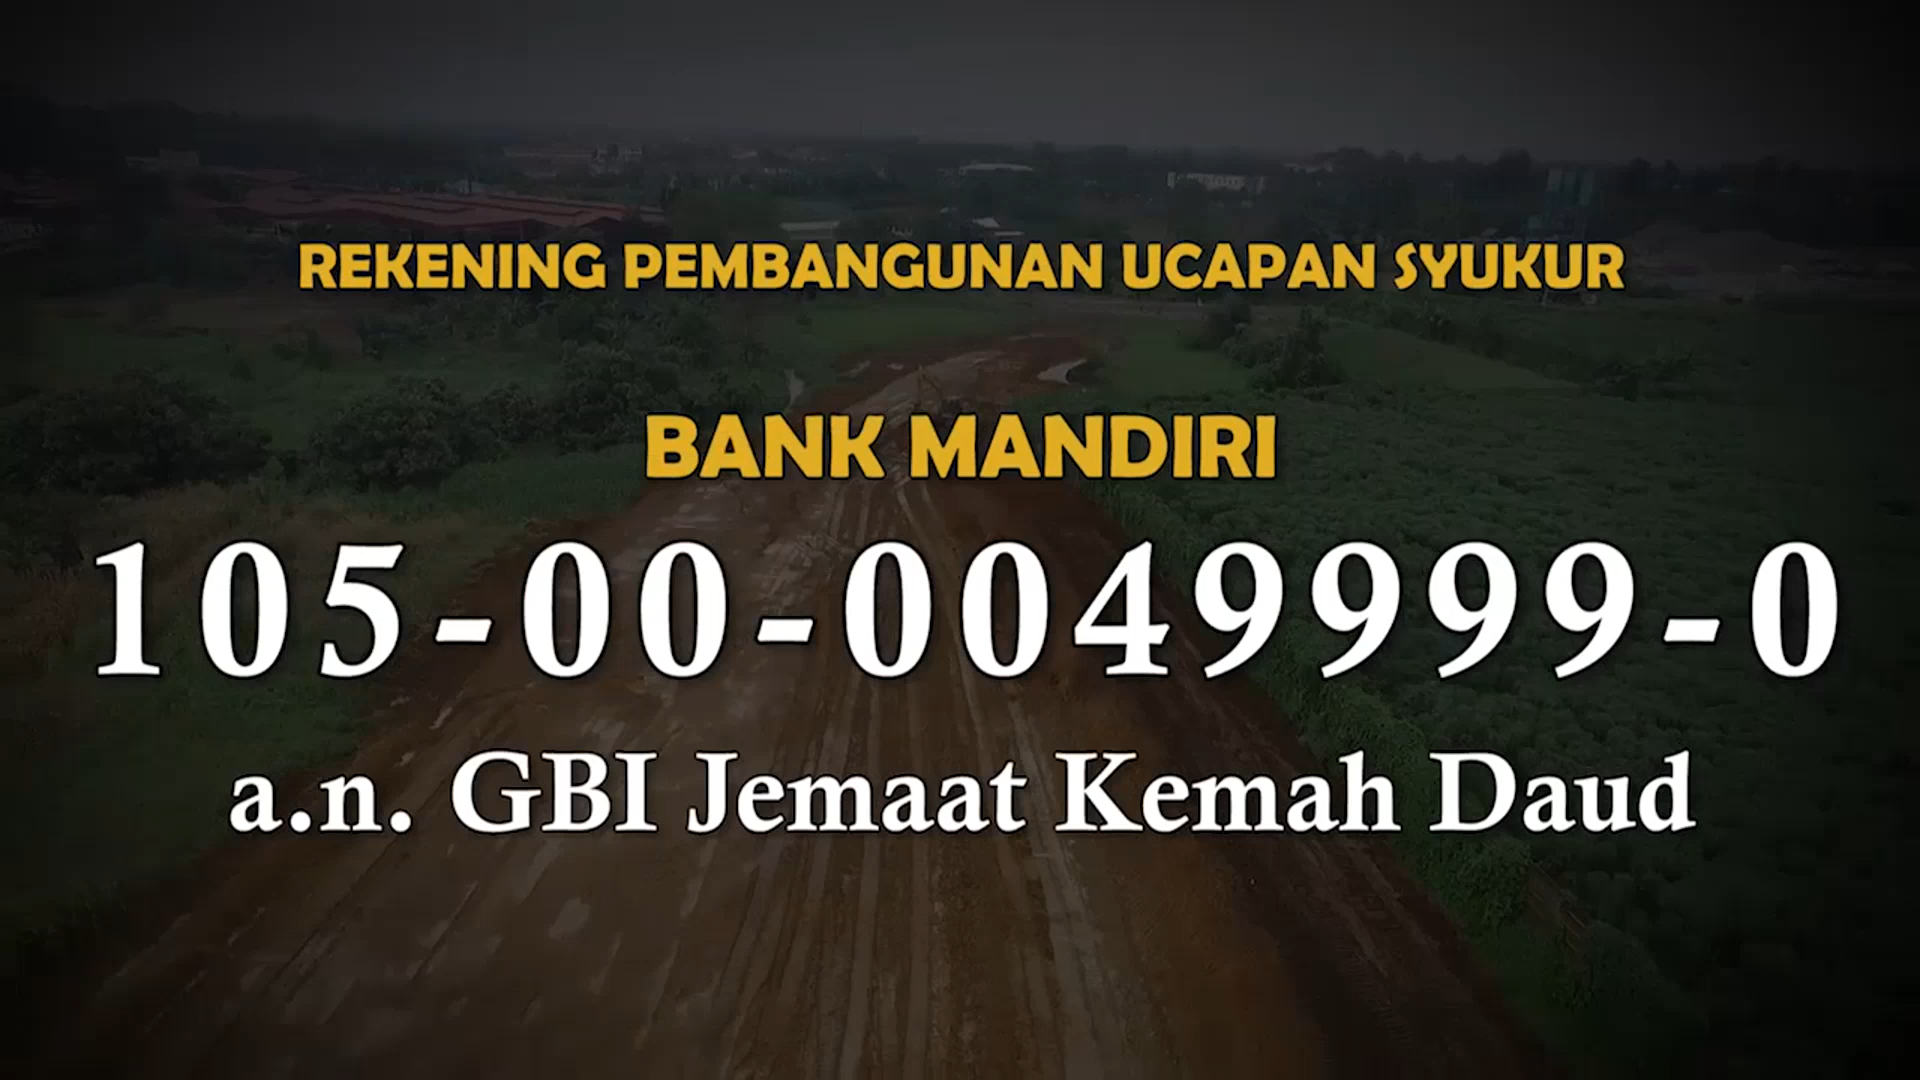 REKENING PEMBANGUNAN UCAPAN SYUKUR
BANK MANDIRI
105-00-0049999-0
a.n. GBI Jemaat Kemah Daud